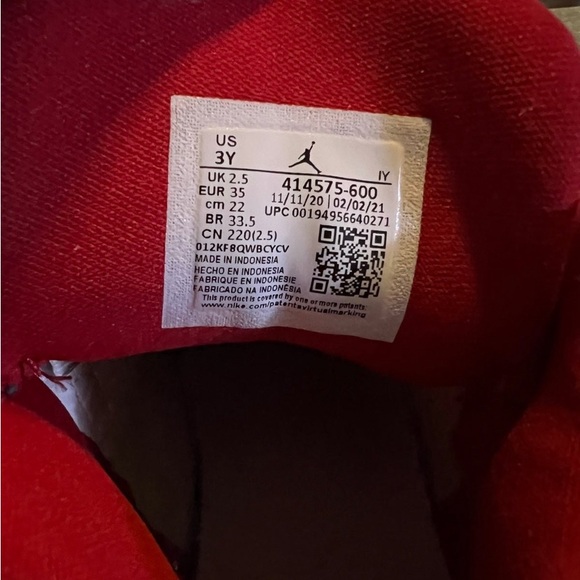 US
3Y
IY
UK 2.5
414575-600
EUR 35
11/11/20 | 02/02/21
cm 22
UPC 00194956640271
BR 33.5
CN 220(2.5)
012KF8QWBCYCV
MADE IN INDONESIA
HECHO EN INDONESIA
FABRIQUE EN INDONESIE
FABRICADO NA INDONESIA
This product is covered by one or more patents.
www.nike.com/patentsvirtualmarking